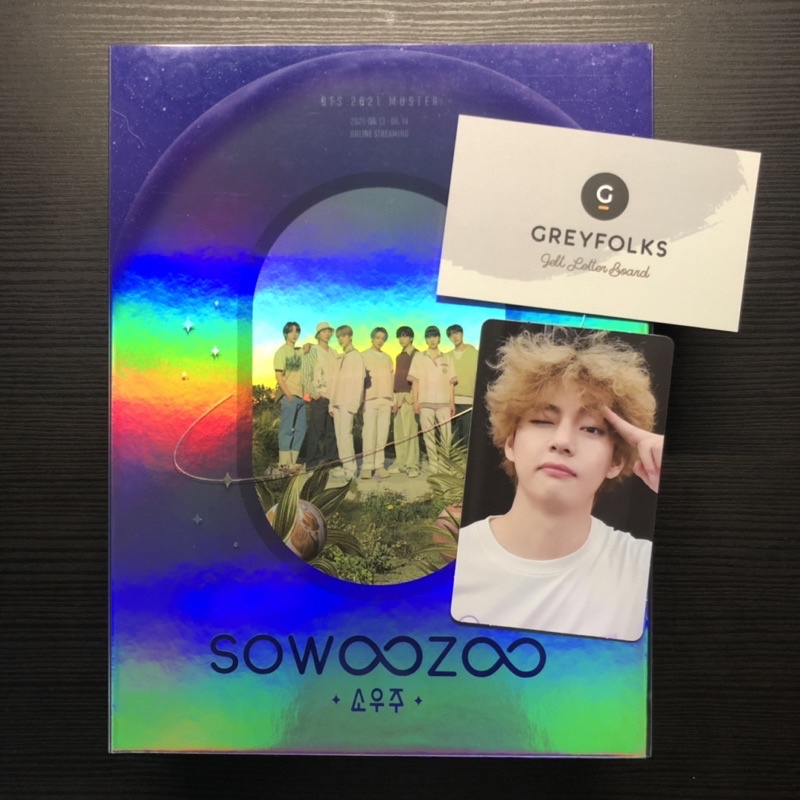 BTS 2021 MUSTER
2021.06.13 - 06.14
ONLINE STREAMING
G
GREYFOLKS
Felt Letter Board
SOWOOZOO
소우주